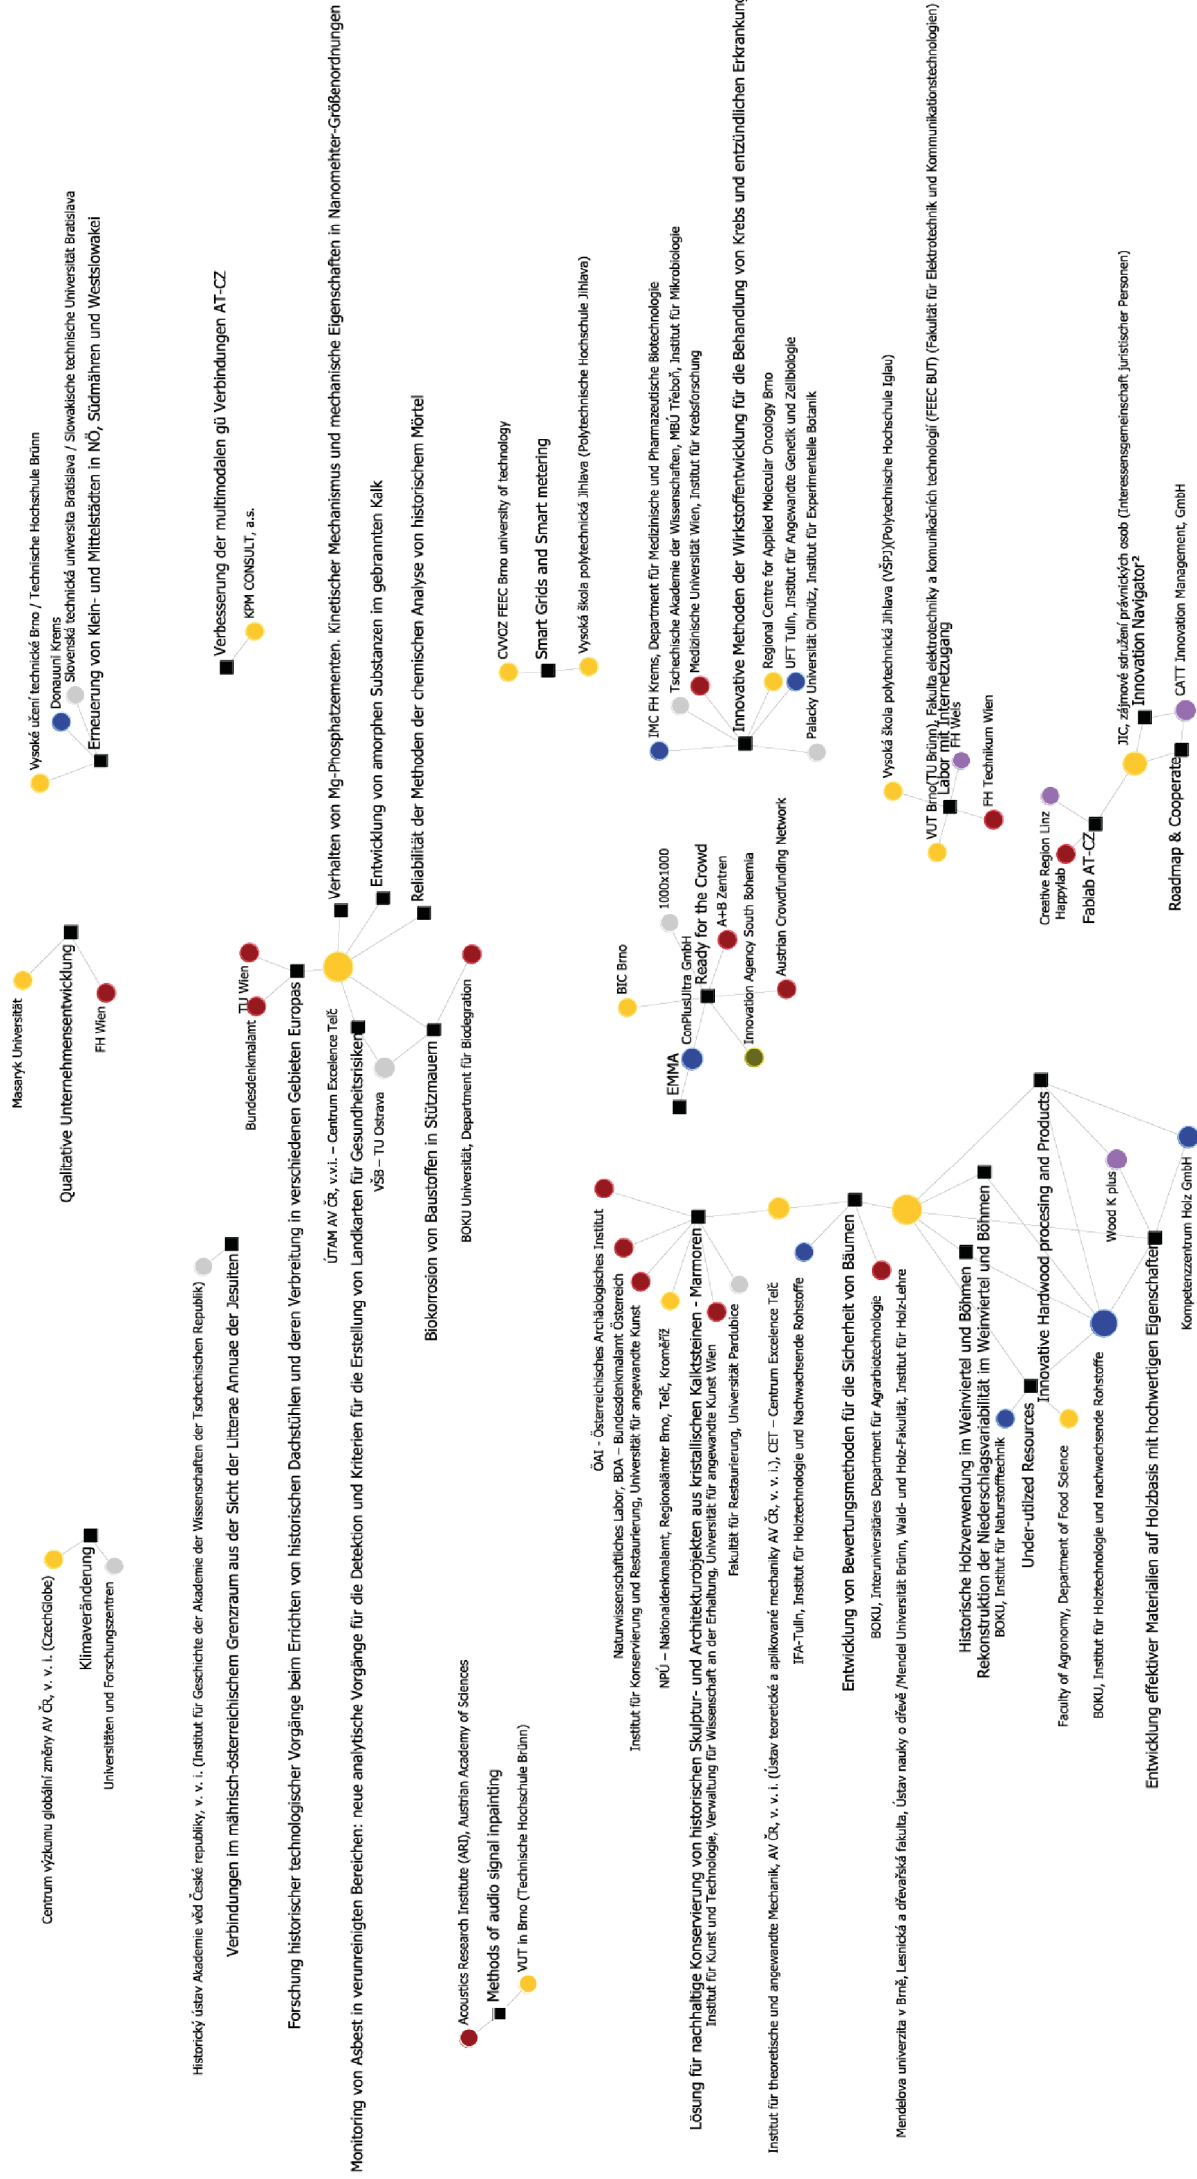 Masaryk Universität
Qualitative Unternehmensentwicklung
FH Wien
Vysoké učení technické Brno / Technische Hochschule Brünn
Donauuni Krems
Slovenská technická universita Bratislava / Slowakische technische Universität Bratislava
Erneuerung von Klein- und Mittelstädten in NÖ, Südmähren und Westslowakei
Centrum výzkumu globální změny AV ČR, v. v. i. (CzechGlobe)
Klimaveränderung
Universitäten und Forschungszentren
Historický ústav Akademie věd České republiky, v. v. i. (Institut für Geschichte der Akademie der Wissenschaften der Tschechischen Republik)
Verbindungen im mährisch-österreichischem Grenzraum aus der Sicht der Litterae Annuae der Jesuiten
Verbesserung der multimodalen gü Verbindungen AT-CZ
KPM CONSULT, a.s.
TU Wien
Bundesdenkmalamt
Forschung historischer technologischer Vorgänge beim Errichten von historischen Dachstühlen und deren Verbreitung in verschiedenen Gebieten Europas
ÚTAM AV ČR, v.v.i. – Centrum Excelence Telč
Verhalten von Mg-Phosphatzementen. Kinetischer Mechanismus und mechanische Eigenschaften in Nanomehter-Größenordnungen
Monitoring von Asbest in verunreinigten Bereichen: neue analytische Vorgänge für die Detektion und Kriterien für die Erstellung von Landkarten für Gesundheitsrisiken
Entwicklung von amorphen Substanzen im gebrannten Kalk
VŠB – TU Ostrava
Reliabilität der Methoden der chemischen Analyse von historischem Mörtel
Biokorrosion von Baustoffen in Stützmauern
BOKU Universität, Department für Biodegration
Acoustics Research Institute (ARI), Austrian Academy of Sciences
Methods of audio signal inpainting
VUT in Brno (Technische Hochschule Brünn)
CVVOZ FEEC Brno university of technology
Smart Grids and Smart metering
Vysoká škola polytechnická Jihlava (Polytechnische Hochschule Jihlava)
ÖAI - Österreichisches Archäologisches Institut
Naturwissenschaftliches Labor, BDA – Bundesdenkmalamt Österreich
Institut für Konservierung und Restaurierung, Universität für angewandte Kunst
NPÚ – Nationaldenkmalamt, Regionalämter Brno, Telč, Kroměříž
Lösung für nachhaltige Konservierung von historischen Skulptur- und Architekturobjekten aus kristallischen Kalktsteinen - Marmoren
Institut für Kunst und Technologie, Verwaltung für Wissenschaft an der Erhaltung, Universität für angewandte Kunst Wien
Fakultät für Restaurierung, Universität Pardubice
BIC Brno
1000x1000
EMMA
ConPlusUltra GmbH
Ready for the Crowd
A+B Zentren
Innovation Agency South Bohemia
Austrian Crowdfunding Network
IMC FH Krems, Department für Medizinische und Pharmazeutische Biotechnologie
Tschechische Akademie der Wissenschaften, MBÚ Třeboň, Institut für Mikrobiologie
Medizinische Universität Wien, Institut für Krebsforschung
Innovative Methoden der Wirkstoffentwicklung für die Behandlung von Krebs und entzündlichen Erkrankung
Regional Centre for Applied Molecular Oncology Brno
UFT Tulln, Institut für Angewandte Genetik und Zellbiologie
Palacky Universität Olmütz, Institut für Experimentelle Botanik
Institut für theoretische und angewandte Mechanik, AV ČR, v. v. i. (Ústav teoretické a aplikované mechaniky AV ČR, v. v. i.), CET – Centrum Excelence Telč
IFA-Tulln, Institut für Holztechnologie und Nachwachsende Rohstoffe
Entwicklung von Bewertungsmethoden für die Sicherheit von Bäumen
BOKU, Interuniversitäres Department für Agrarbiotechnologie
Mendelova univerzita v Brně, Lesnická a dřevařská fakulta, Ústav nauky o dřevě /Mendel Universität Brünn, Wald- und Holz-Fakultät, Institut für Holz-Lehre
Historische Holzverwendung im Weinviertel und Böhmen
Rekonstruktion der Niederschlagsvariabilität im Weinviertel und Böhmen
BOKU, Institut für Naturstofftechnik
Under-utilized Resources
Innovative Hardwood procesing and Products
Faculty of Agronomy, Department of Food Science
BOKU, Institut für Holztechnologie und nachwachsende Rohstoffe
Wood K plus
Entwicklung effektiver Materialien auf Holzbasis mit hochwertigen Eigenschaften
Kompetenzzentrum Holz GmbH
Vysoká škola polytechnická Jihlava (VŠPJ)(Polytechnische Hochschule Iglau)
VUT Brno(TU Brünn), Fakulta elektrotechniky a komunikačních technologií (FEEC BUT) (Fakultät für Elektrotechnik und Kommunikationstechnologien)
Labor mit Internetzugang
FH Wels
FH Technikum Wien
Creative Region Linz
Happylab
Fablab AT-CZ
JIC, zájmové sdružení právnických osob (Interessensgemeinschaft juristischer Personen)
Innovation Navigator²
Roadmap & Cooperate
CATT Innovation Management, GmbH